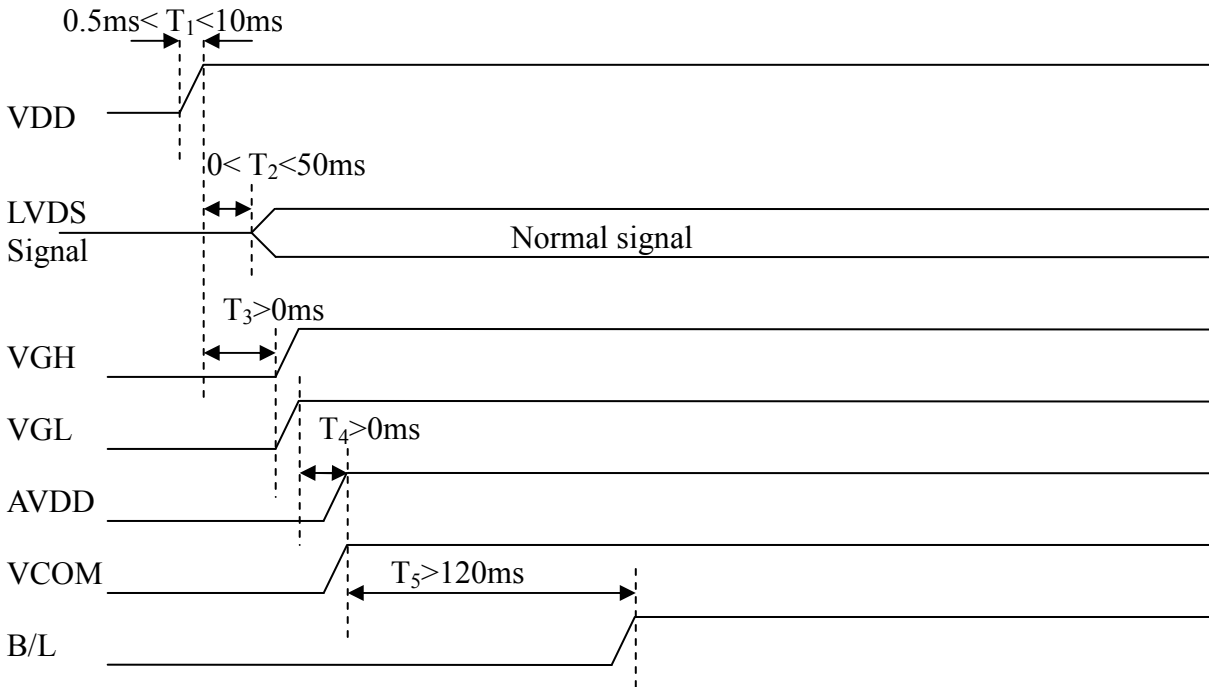 0.5ms< T₁<10ms
VDD
0< T₂<50ms
LVDS
Signal
Normal signal
T₃>0ms
VGH
VGL
T₄>0ms
AVDD
VCOM
T₅>120ms
B/L